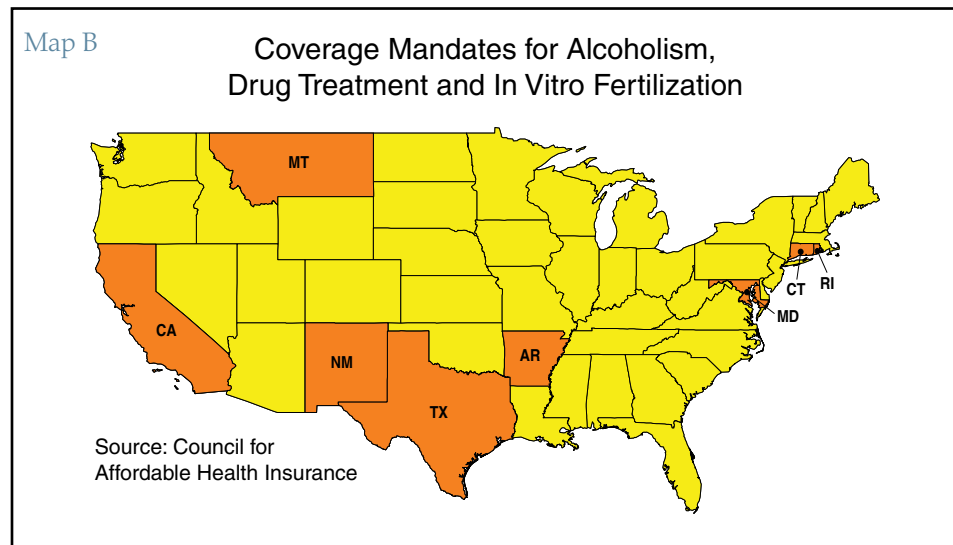 Map B
Coverage Mandates for Alcoholism,
Drug Treatment and In Vitro Fertilization
MT
CT
RI
MD
CA
NM
AR
TX
Source: Council for
Affordable Health Insurance